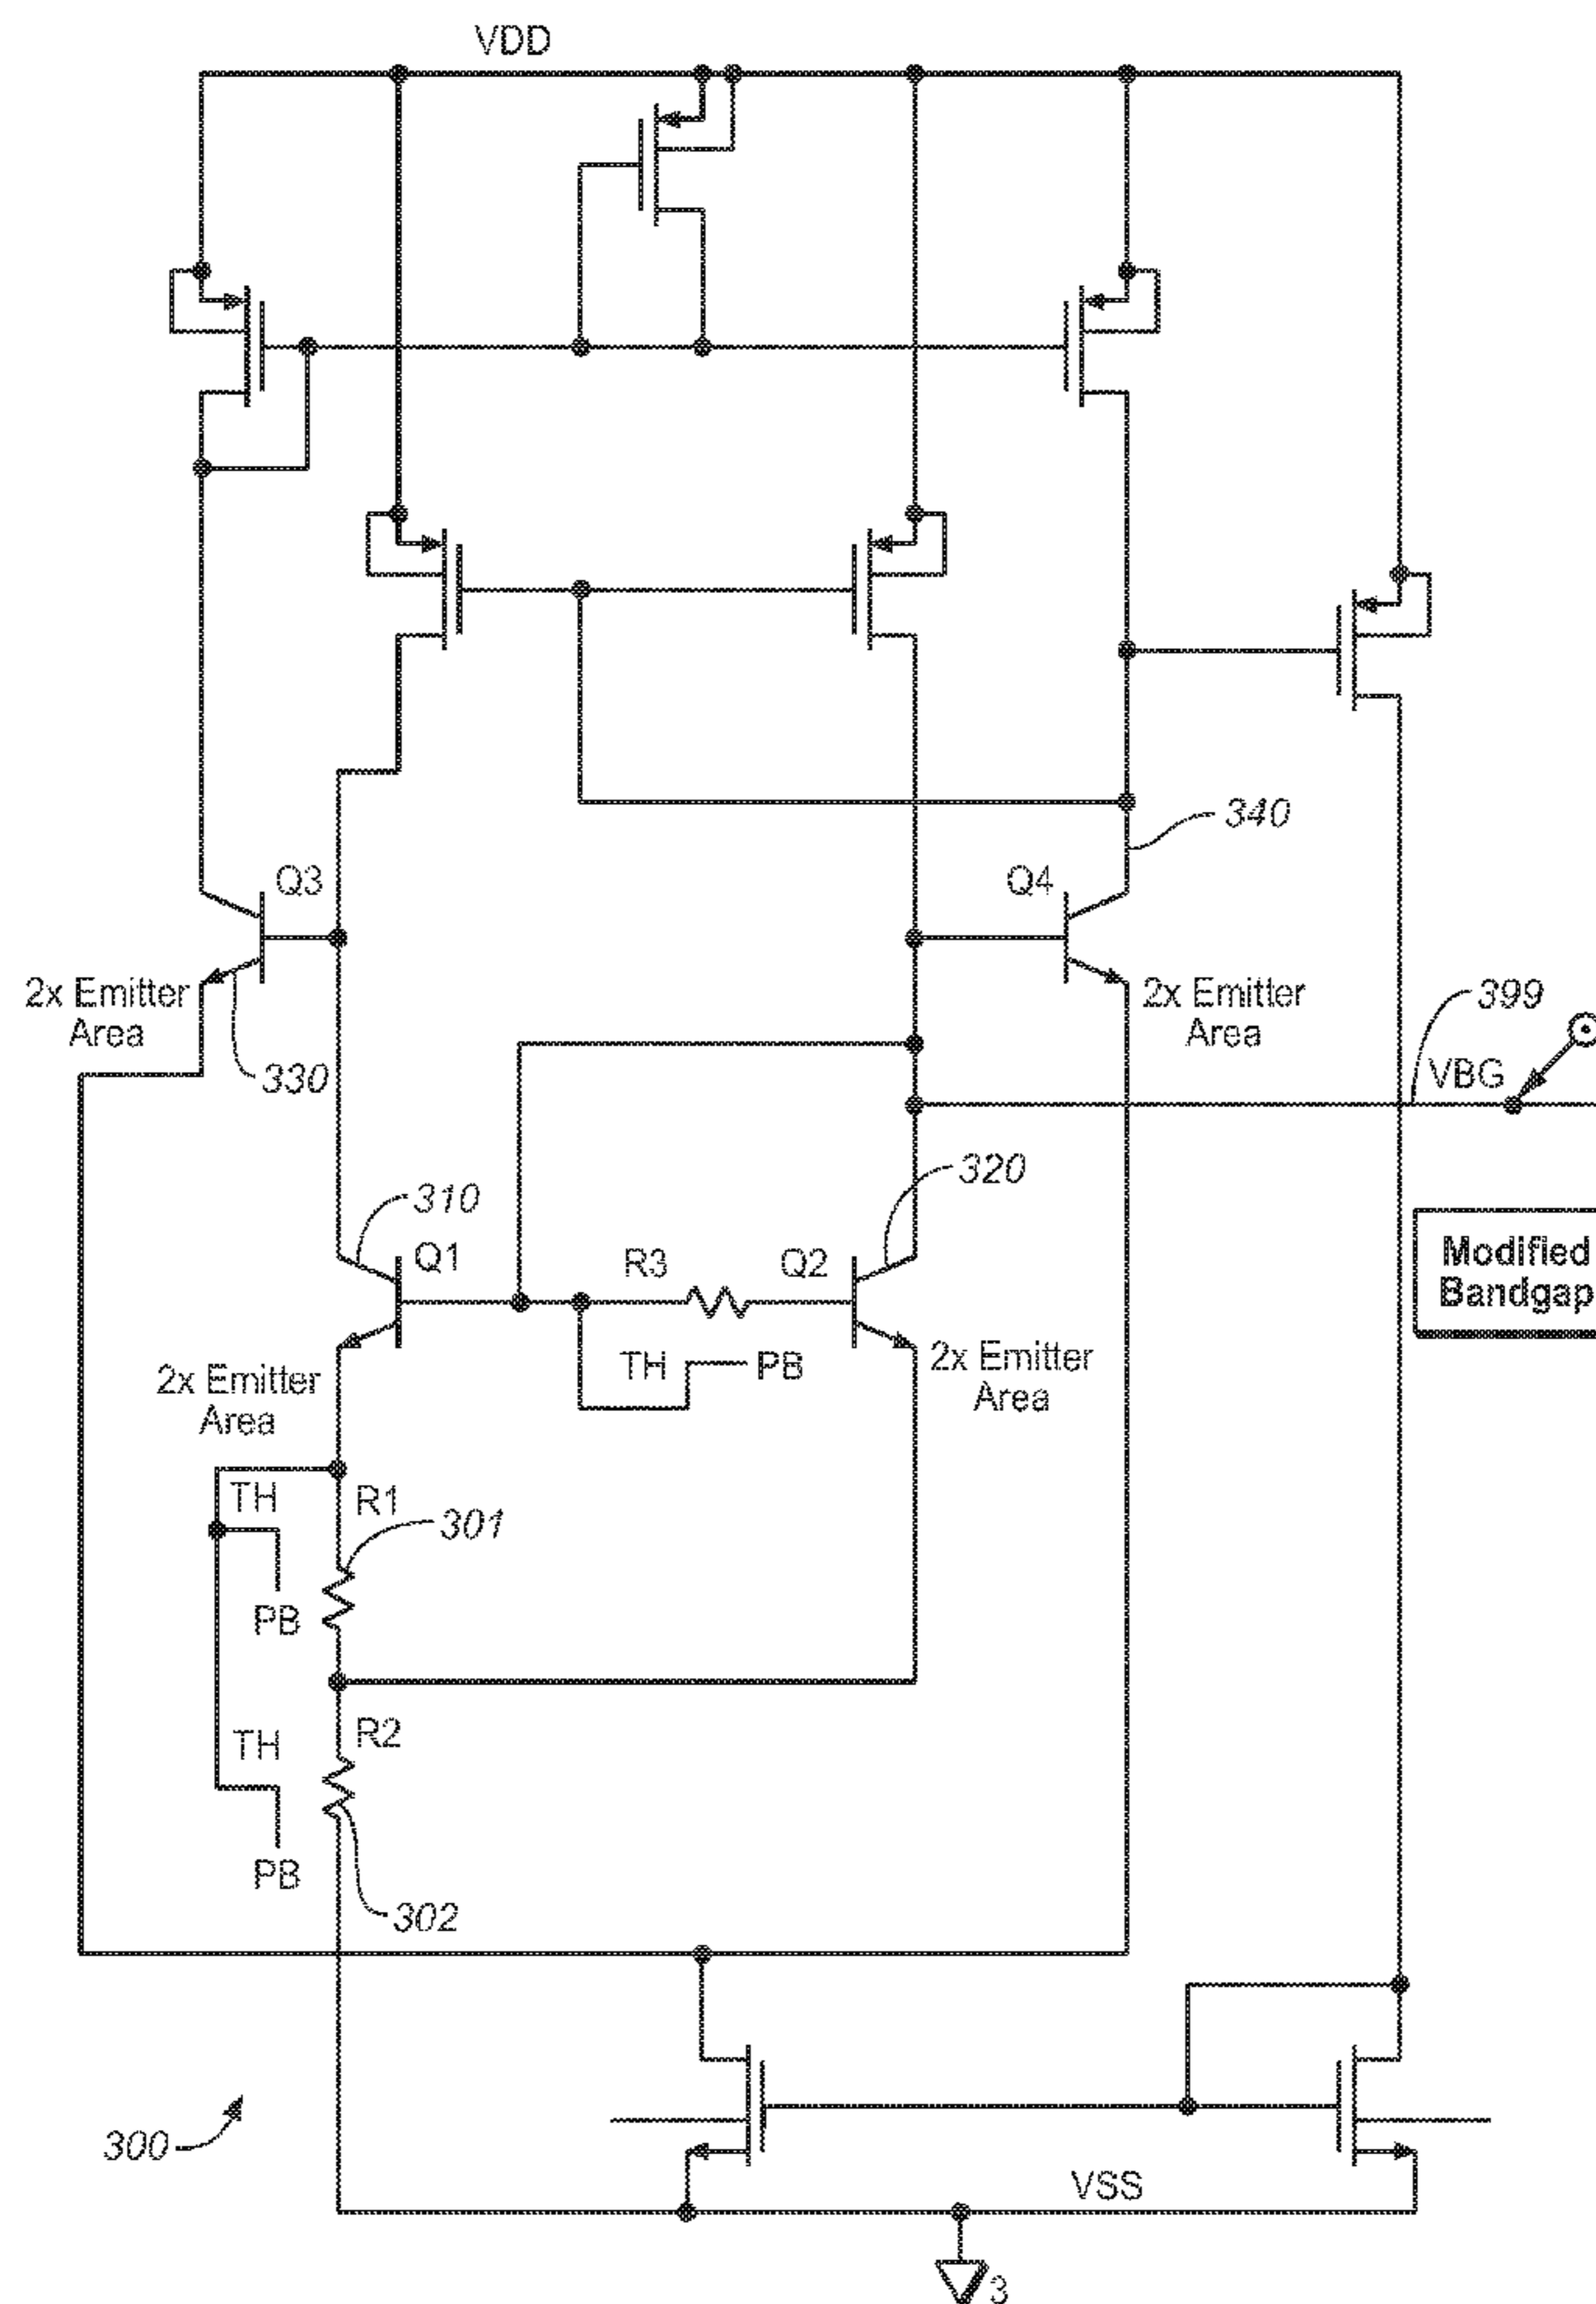 VDD
340
Q3
Q4
2x Emitter
Area
2x Emitter
Area
399
330
VBG
320
310
Q1
R3
Q2
Modified
Bandgap
TH
PB
2x Emitter
Area
2x Emitter
Area
TH
R1
301
PB
TH
R2
PB
302
300
VSS
3